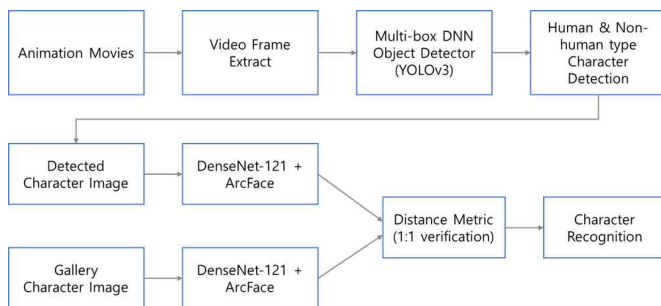 Animation Movies
Video Frame
Extract
Multi-box DNN
Object Detector
(YOLOv3)
Human & Non-
human type
Character
Detection
Detected
Character Image
DenseNet-121 +
ArcFace
Gallery
Character Image
DenseNet-121 +
ArcFace
Distance Metric
(1:1 verification)
Character
Recognition